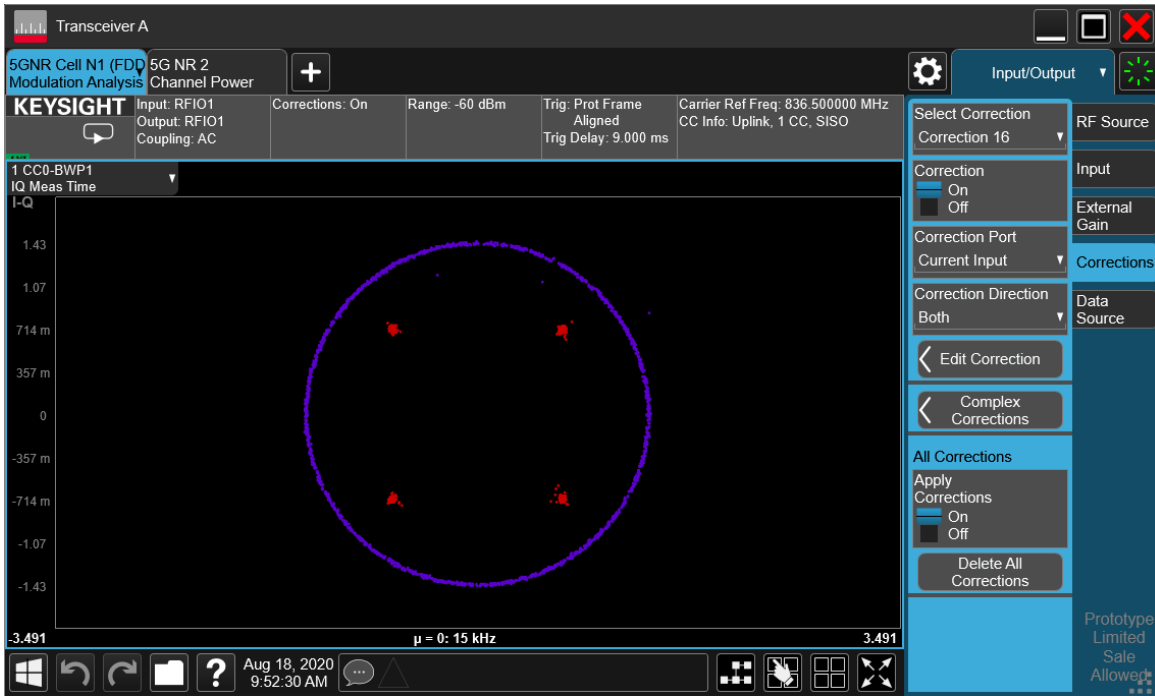 Transceiver A
5GNR Cell N1 (FDD
Modulation Analysis
5G NR 2
Channel Power
Input/Output
KEYSIGHT
Input: RFIO1
Output: RFIO1
Coupling: AC
Corrections: On
Range: -60 dBm
Trig: Prot Frame
Aligned
Trig Delay: 9.000 ms
Carrier Ref Freq: 836.500000 MHz
CC Info: Uplink, 1 CC, SISO
1 CC0-BWP1
IQ Meas Time
I-Q
1.43
1.07
714 m
357 m
0
-357 m
-714 m
-1.07
-1.43
-3.491
µ = 0: 15 kHz
3.491
Select Correction
Correction 16
Correction
On
Off
Correction Port
Current Input
Correction Direction
Both
Edit Correction
Complex
Corrections
All Corrections
Apply
Corrections
On
Off
Delete All
Corrections
RF Source
Input
External
Gain
Corrections
Data
Source
Prototype
Limited
Sale
Allowed
?
Aug 18, 2020
9:52:30 AM